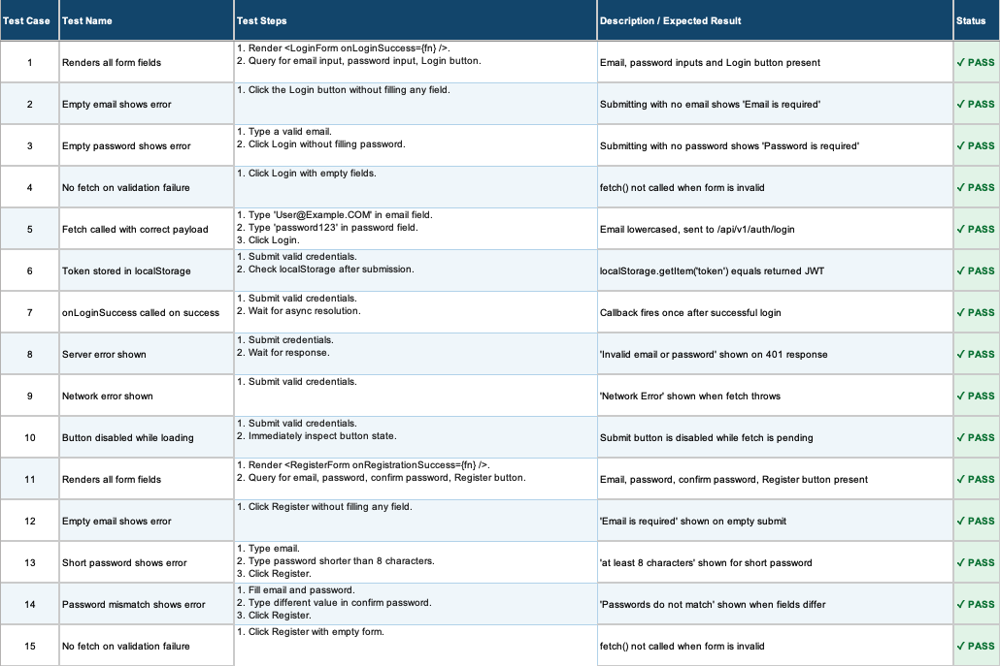 Test Case Test Name Test Steps Description / Expected Result Status
1 Renders all form fields 1. Render <LoginForm onLoginSuccess={fn} />.
2. Query for email input, password input, Login button. Email, password inputs and Login button present ✓ PASS
2 Empty email shows error 1. Click the Login button without filling any field. Submitting with no email shows 'Email is required' ✓ PASS
3 Empty password shows error 1. Type a valid email.
2. Click Login without filling password. Submitting with no password shows 'Password is required' ✓ PASS
4 No fetch on validation failure 1. Click Login with empty fields. fetch() not called when form is invalid ✓ PASS
5 Fetch called with correct payload 1. Type 'User@Example.COM' in email field.
2. Type 'password123' in password field.
3. Click Login. Email lowercased, sent to /api/v1/auth/login ✓ PASS
6 Token stored in localStorage 1. Submit valid credentials.
2. Check localStorage after submission. localStorage.getItem('token') equals returned JWT ✓ PASS
7 onLoginSuccess called on success 1. Submit valid credentials.
2. Wait for async resolution. Callback fires once after successful login ✓ PASS
8 Server error shown 1. Submit credentials.
2. Wait for response. 'Invalid email or password' shown on 401 response ✓ PASS
9 Network error shown 1. Submit valid credentials. 'Network Error' shown when fetch throws ✓ PASS
10 Button disabled while loading 1. Submit valid credentials.
2. Immediately inspect button state. Submit button is disabled while fetch is pending ✓ PASS
11 Renders all form fields 1. Render <RegisterForm onRegistrationSuccess={fn} />.
2. Query for email, password, confirm password, Register button. Email, password, confirm password, Register button present ✓ PASS
12 Empty email shows error 1. Click Register without filling any field. 'Email is required' shown on empty submit ✓ PASS
13 Short password shows error 1. Type email.
2. Type password shorter than 8 characters.
3. Click Register. 'at least 8 characters' shown for short password ✓ PASS
14 Password mismatch shows error 1. Fill email and password.
2. Type different value in confirm password.
3. Click Register. 'Passwords do not match' shown when fields differ ✓ PASS
15 No fetch on validation failure 1. Click Register with empty form. fetch() not called when form is invalid ✓ PASS